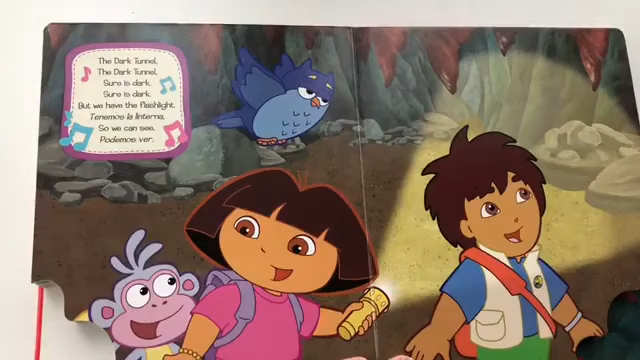 The Dark Tunnel,
The Dark Tunnel.
Sure is dark.
Sure is dark.
But we have the flashlight.
Tenemos la linterna,
So we can see.
Podemos ver.